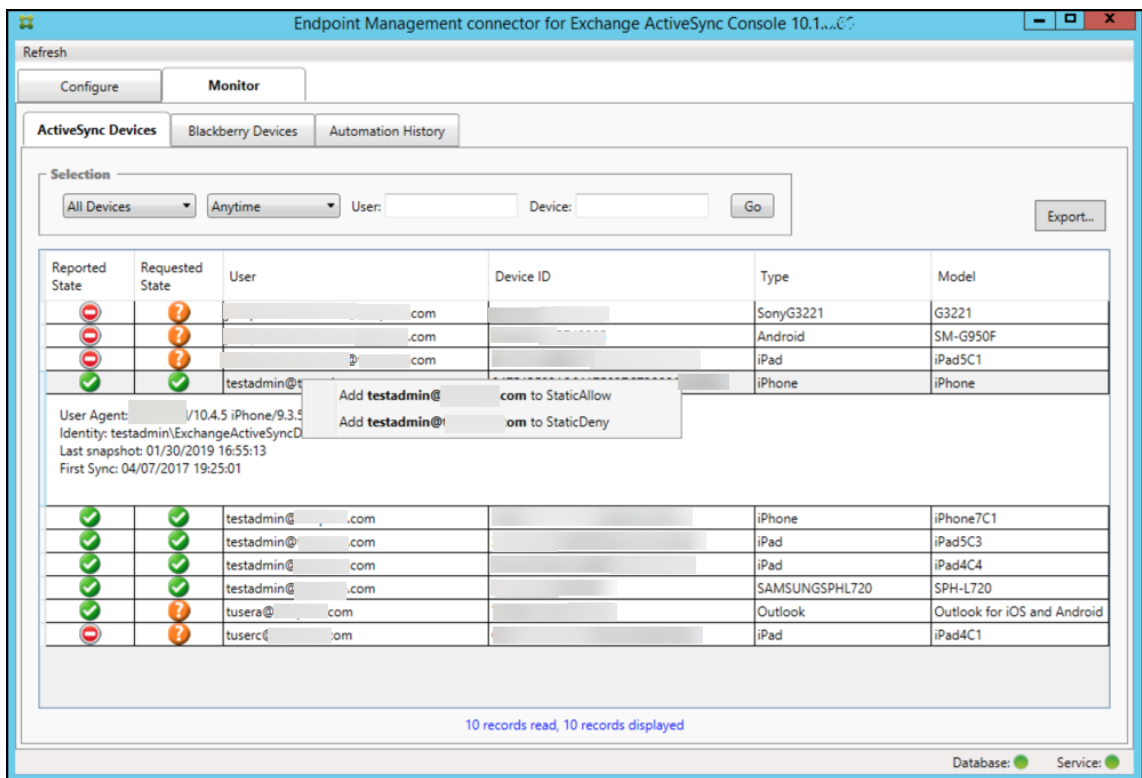 Endpoint Management connector for Exchange ActiveSync Console 10.1
Refresh
Configure Monitor
ActiveSync Devices Blackberry Devices Automation History
Selection
All Devices Anytime User: Device: Go
Export...
Reported State Requested State User Device ID Type Model
com SonyG3221 G3221
.com Android SM-G950F
com iPad iPad5C1
testadmin@ iPhone iPhone
Add testadmin@ com to StaticAllow
Add testadmin@ com to StaticDeny
User Agent: /10.4.5 iPhone/9.3.5
Identity: testadmin\ExchangeActiveSyncD
Last snapshot: 01/30/2019 16:55:13
First Sync: 04/07/2017 19:25:01
testadmin@ .com iPhone iPhone7C1
testadmin@ .com iPad iPad5C3
testadmin@ .com iPad iPad4C4
testadmin@ .com SAMSUNGSPHL720 SPH-L720
tusera@ com Outlook Outlook for iOS and Android
tuserc com iPad iPad4C1
10 records read, 10 records displayed
Database: Service: